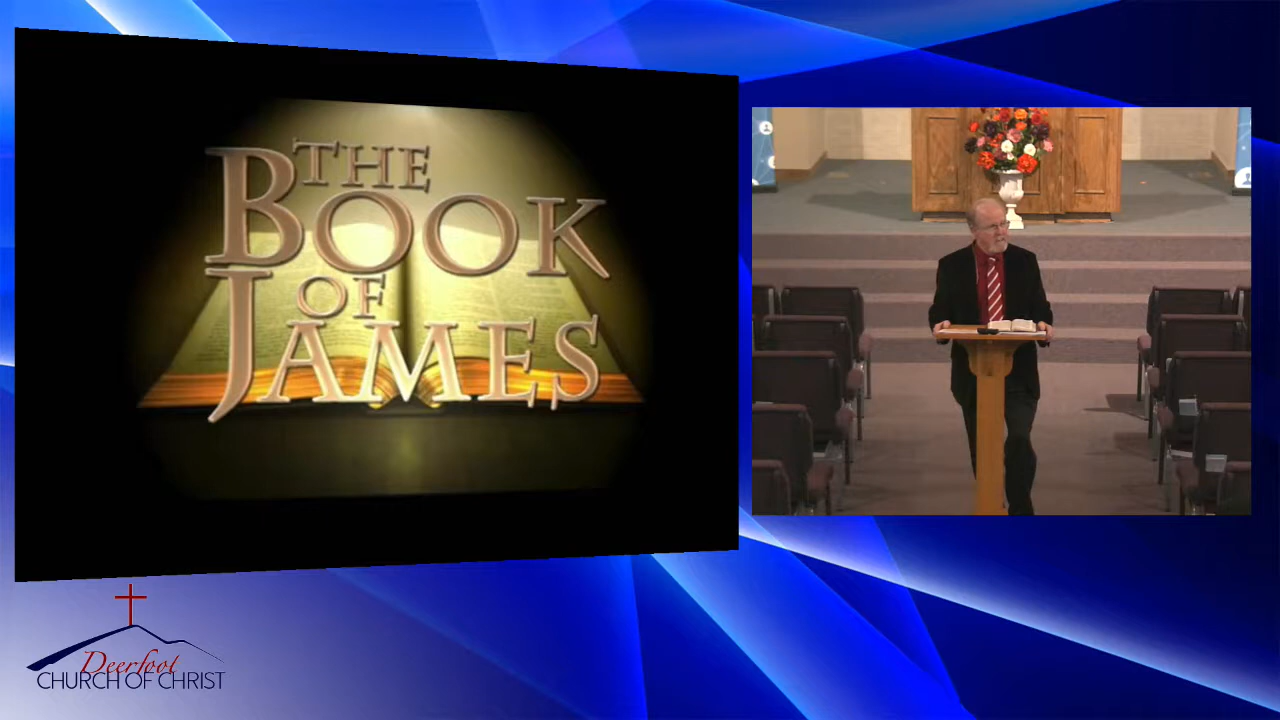 THE
BOOK
OF
JAMES
Deerfoot
CHURCH OF CHRIST